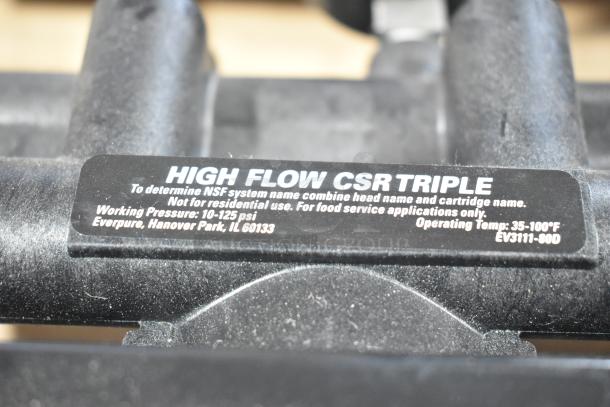 HIGH FLOW CSR TRIPLE
To determine NSF system name combine head name and cartridge name.
Not for residential use. For food service applications only.
Working Pressure: 10-125 psi Operating Temp: 35-100°F
Everpure, Hanover Park, IL 60133 EV3111-80D